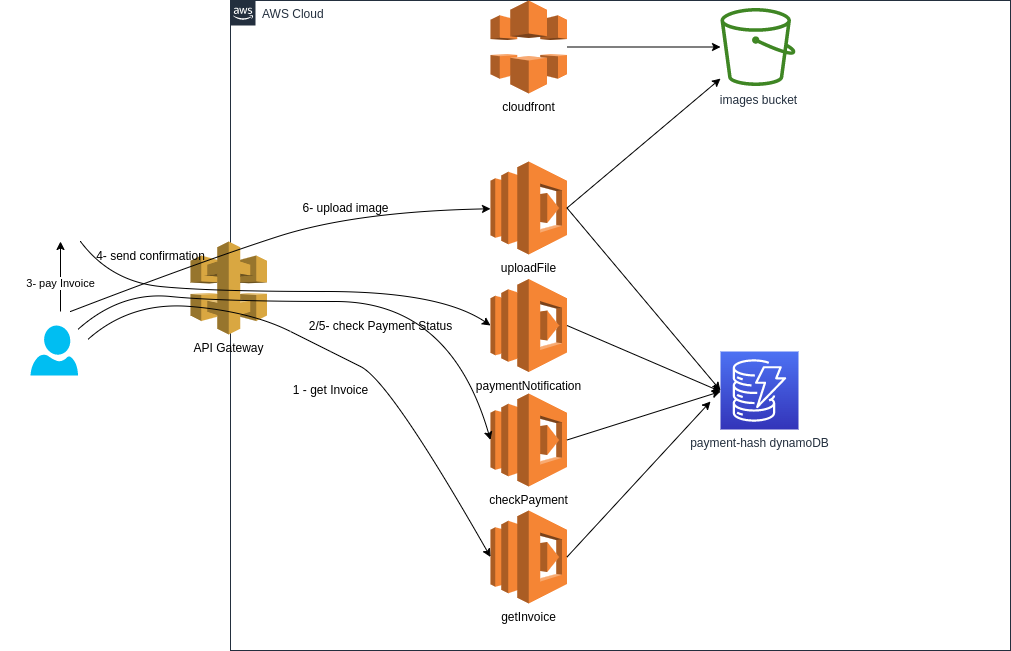 aws
AWS Cloud
cloudfront
images bucket
6- upload image
uploadFile
4- send confirmation
3- pay Invoice
2/5- check Payment Status
API Gateway
paymentNotification
1 - get Invoice
payment-hash dynamoDB
checkPayment
getInvoice